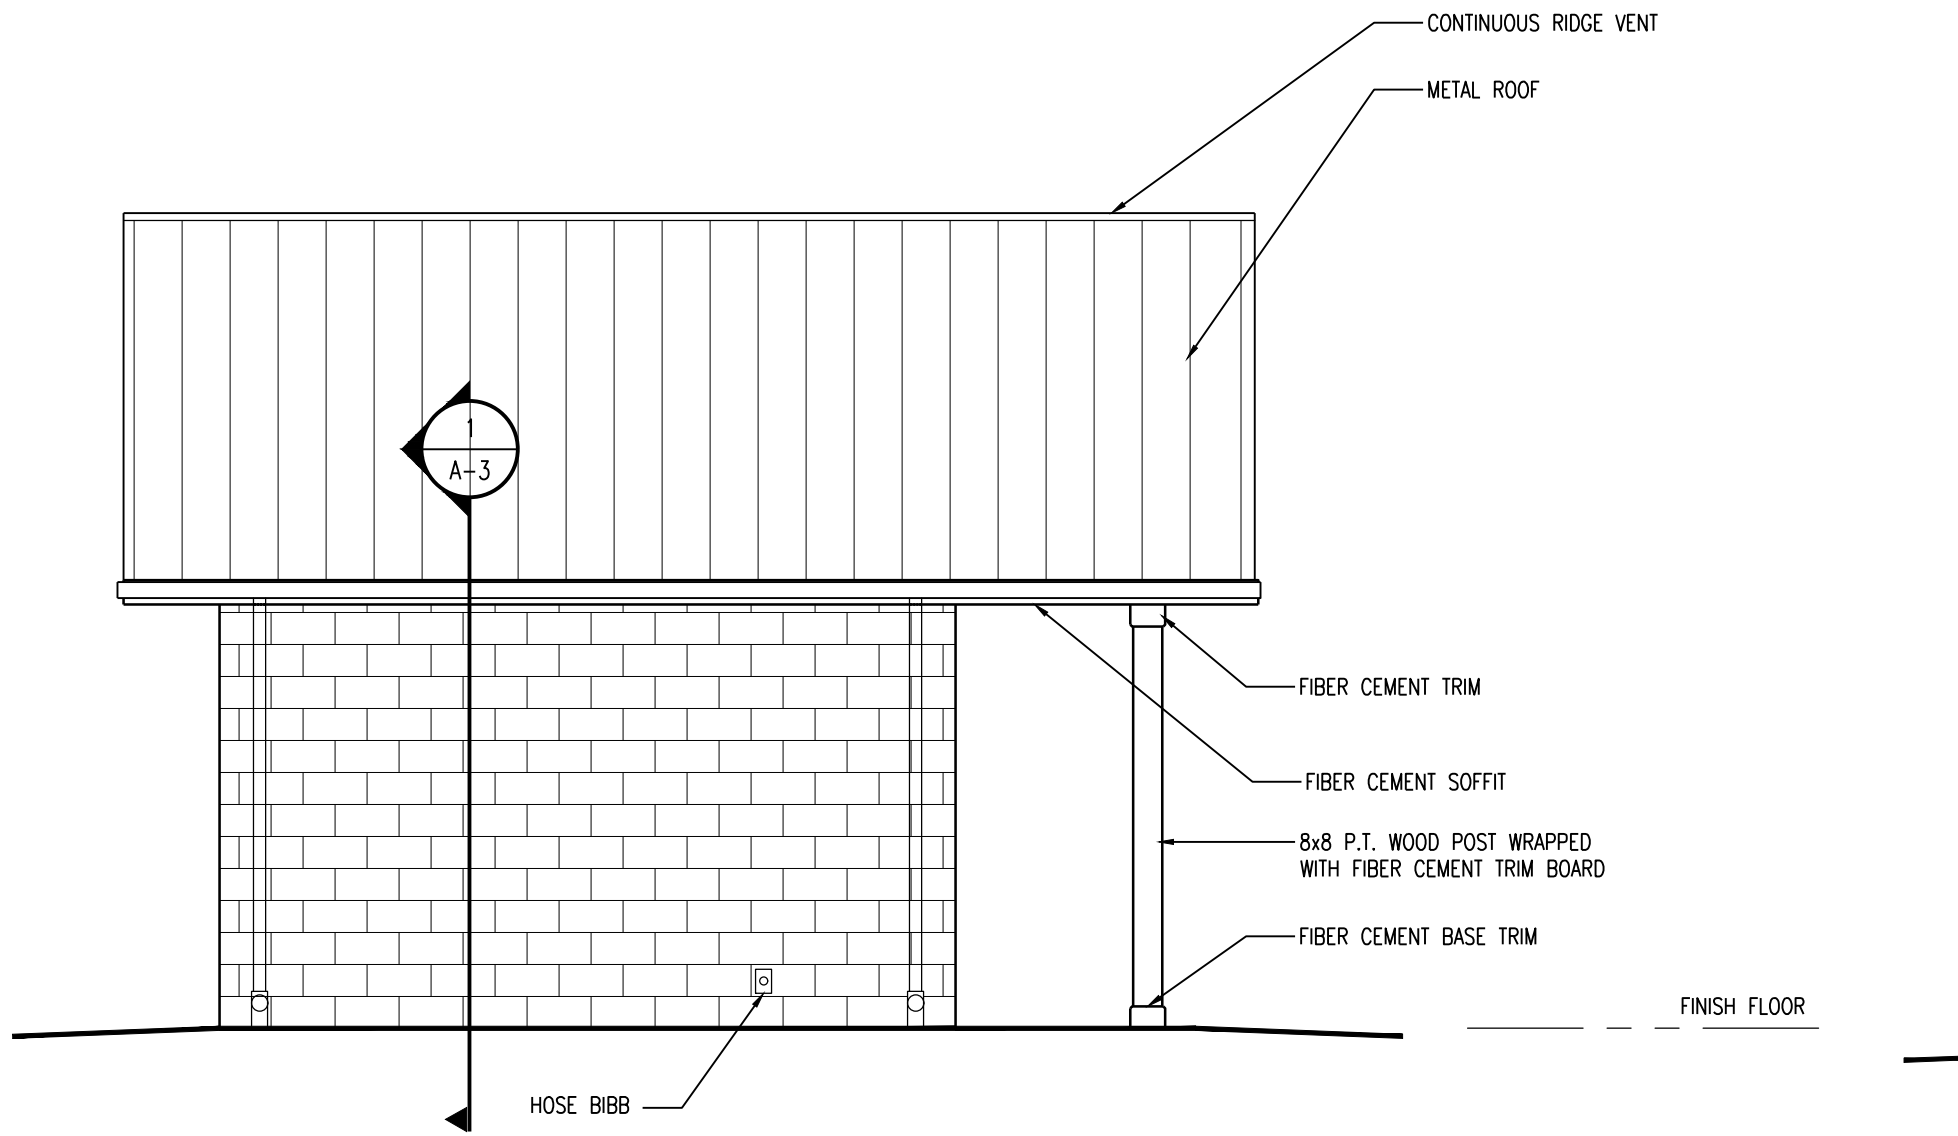 CONTINUOUS RIDGE VENT
METAL ROOF
1
A-3
FIBER CEMENT TRIM
FIBER CEMENT SOFFIT
8x8 P.T. WOOD POST WRAPPED
WITH FIBER CEMENT TRIM BOARD
FIBER CEMENT BASE TRIM
FINISH FLOOR
HOSE BIBB